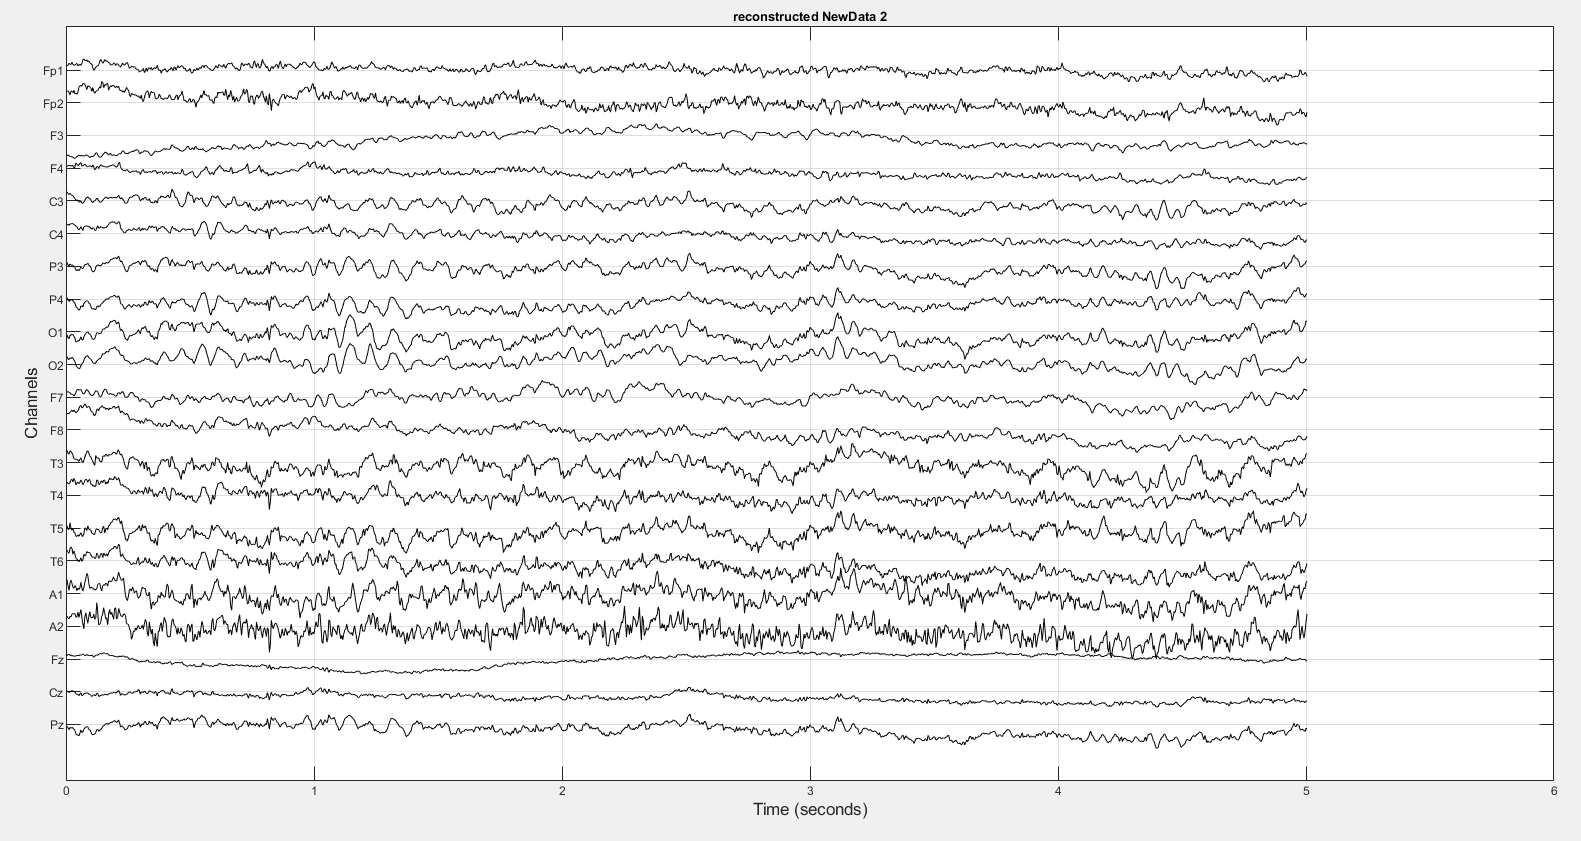 reconstructed NewData 2
Channels
Fp1
Fp2
F3
F4
C3
C4
P3
P4
O1
O2
F7
F8
T3
T4
T5
T6
A1
A2
Fz
Cz
Pz
0 1 2 3 4 5 6
Time (seconds)